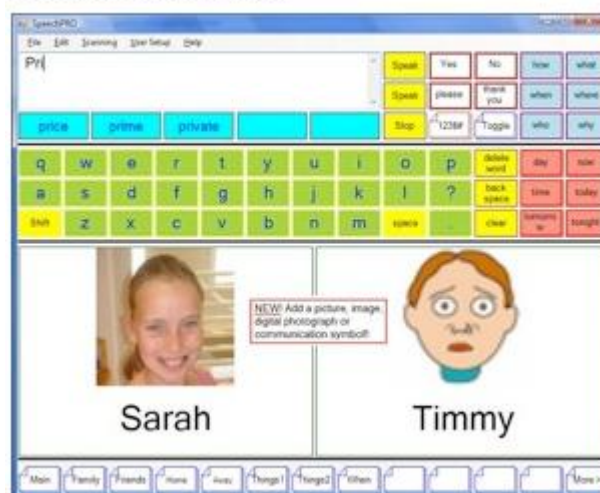 SpeechPRO
File Edit Scanning User Setup Help
Pri
Speak Yes No how what
Speak please thank you when where
price prime private Stop 123&# Toggle who why
q w e r t y u i o p delete word day now
a s d f g h j k l ? back space time today
Shift z x c v b n m space . clear tomorrow tonight
NEW! Add a picture, image,
digital photograph or
communication symbol!!
Sarah Timmy
Main Family Friends Home Away Things1 Things2 When More >